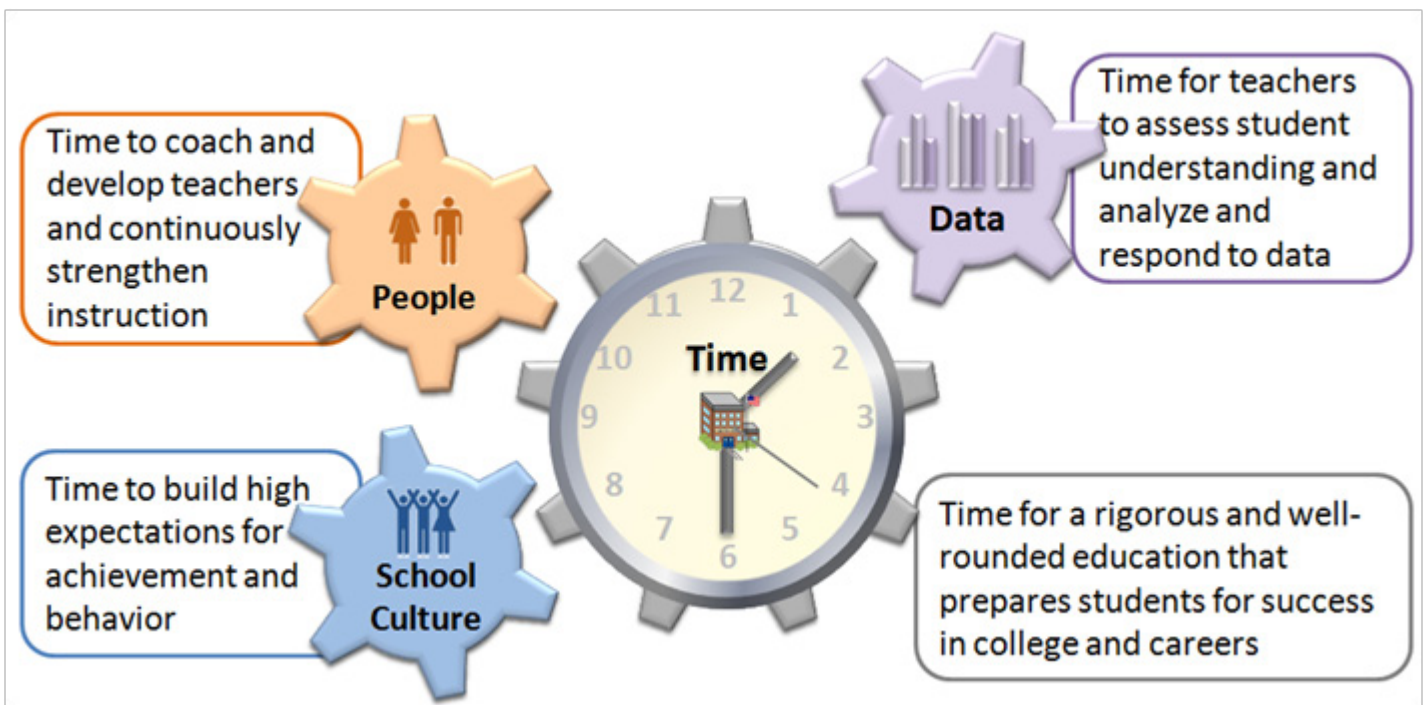 Time to coach and
develop teachers
and continuously
strengthen
instruction
People
Time for teachers
to assess student
understanding and
analyze and
respond to data
Data
Time
12
1
2
3
4
5
6
7
8
9
10
11
Time to build high
expectations for
achievement and
behavior
School
Culture
Time for a rigorous and well-
rounded education that
prepares students for success
in college and careers